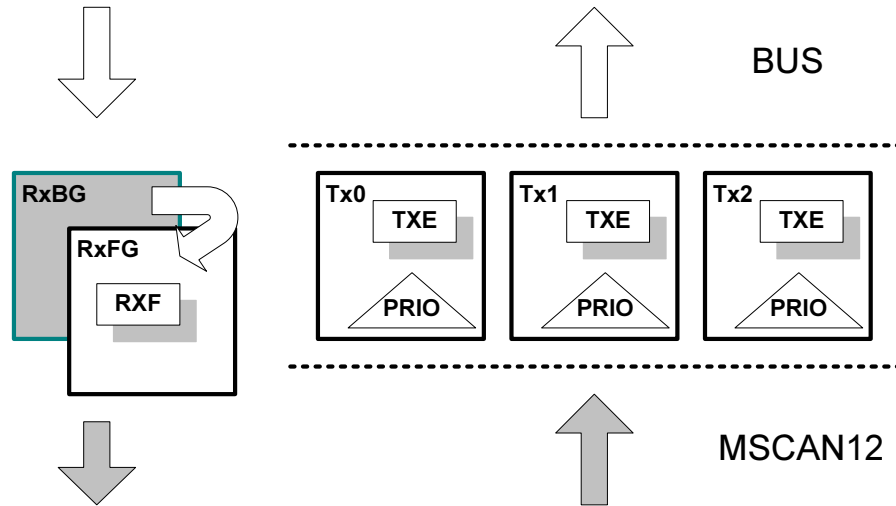 BUS
RxBG
RxFG
RXF
Tx0
TXE
PRIO
Tx1
TXE
PRIO
Tx2
TXE
PRIO
MSCAN12